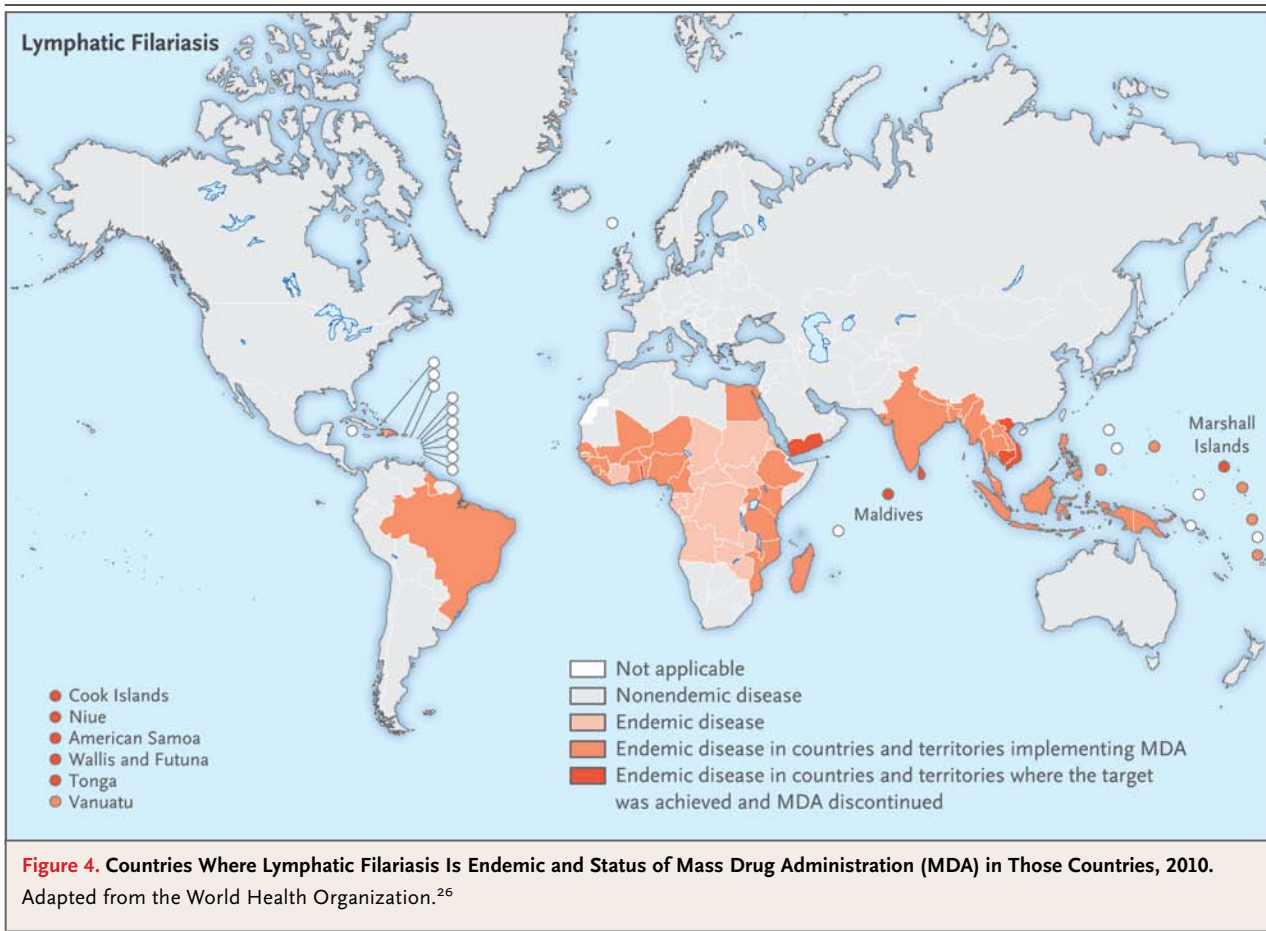 Lymphatic Filariasis
Marshall
Islands
Maldives
Cook Islands
Niue
American Samoa
Wallis and Futuna
Tonga
Vanuatu
Not applicable
Nonendemic disease
Endemic disease
Endemic disease in countries and territories implementing MDA
Endemic disease in countries and territories where the target
was achieved and MDA discontinued
Figure 4. Countries Where Lymphatic Filariasis Is Endemic and Status of Mass Drug Administration (MDA) in Those Countries, 2010.
Adapted from the World Health Organization.²⁶